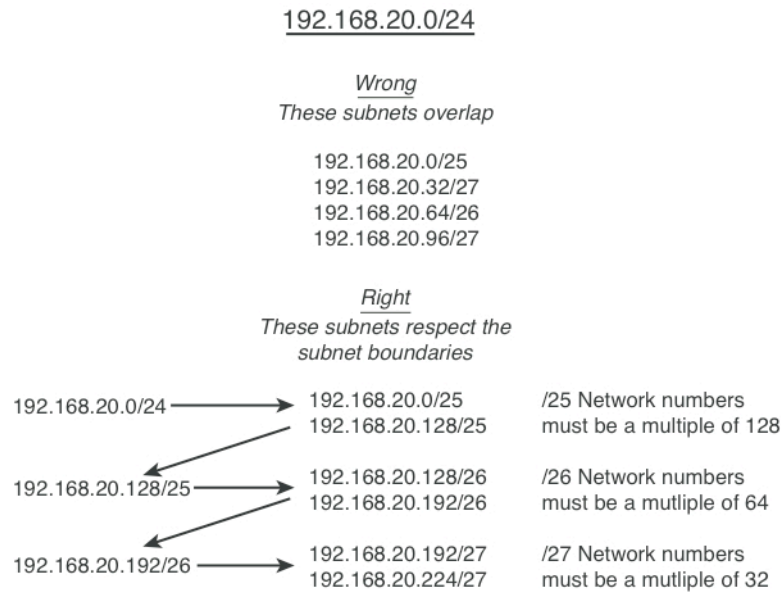 192.168.20.0/24
Wrong
These subnets overlap
192.168.20.0/25
192.168.20.32/27
192.168.20.64/26
192.168.20.96/27
Right
These subnets respect the
subnet boundaries
192.168.20.0/24
192.168.20.0/25
192.168.20.128/25
/25 Network numbers
must be a multiple of 128
192.168.20.128/25
192.168.20.128/26
192.168.20.192/26
/26 Network numbers
must be a mutliple of 64
192.168.20.192/26
192.168.20.192/27
192.168.20.224/27
/27 Network numbers
must be a mutliple of 32